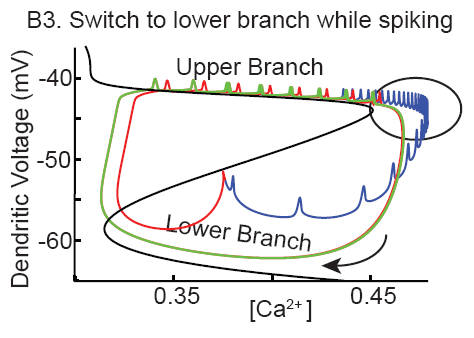 B3. Switch to lower branch while spiking
Dendritic Voltage (mV)
-40
-50
-60
Upper Branch
Lower Branch
0.35
0.45
[Ca2+]